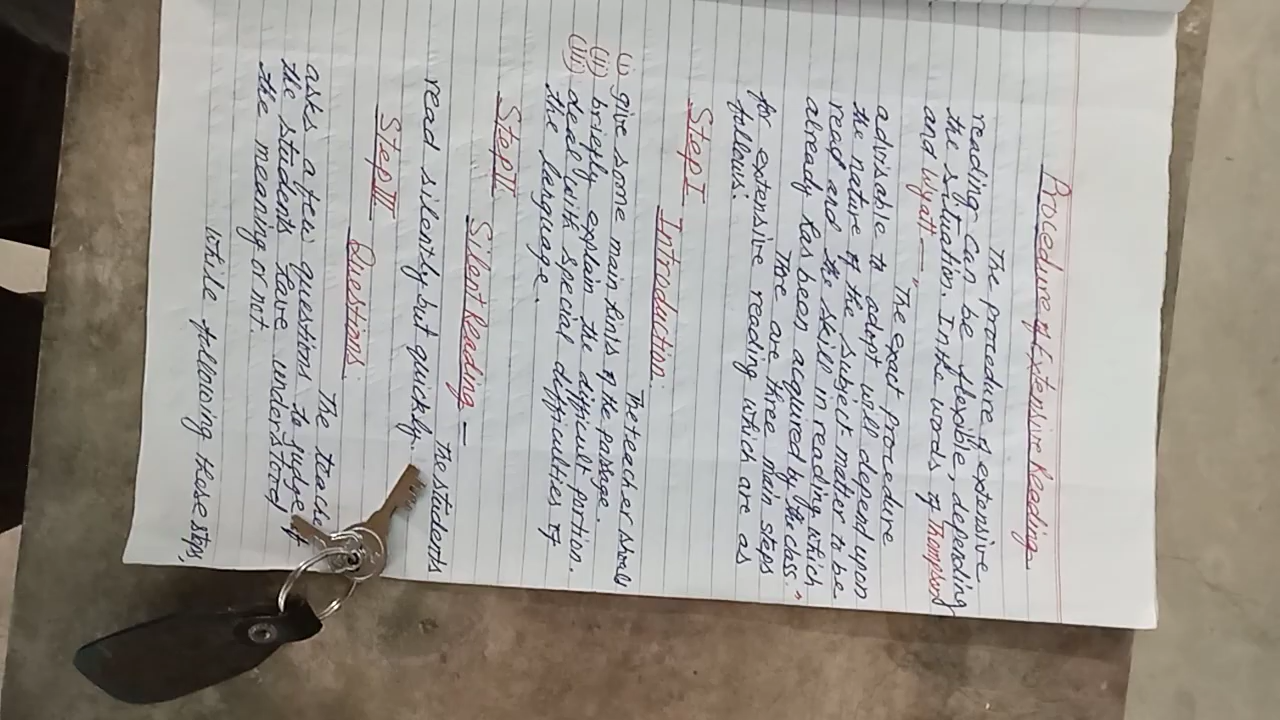 Procedure of Extensive Reading
The procedure of extensive
reading can be flexible, depending
the situation. In the words of Thompson
and Wyatt — "The exact procedure
advisable to adopt will depend upon
the nature of the subject matter to be
read and the skill in reading which
already has been acquired by the class."
There are three main steps
for extensive reading which are as
follows:
Step I Introduction:
The teacher should
(i) give some main hints of the passage.
(ii) briefly explain the difficult portion.
(iii) deal with special difficulties of
the language.
Step II Silent Reading —
The students
read silently but quickly.
Step III Questions:
The teache
asks a few questions to judge if
the students have understood
the meaning or not.
While following these steps,